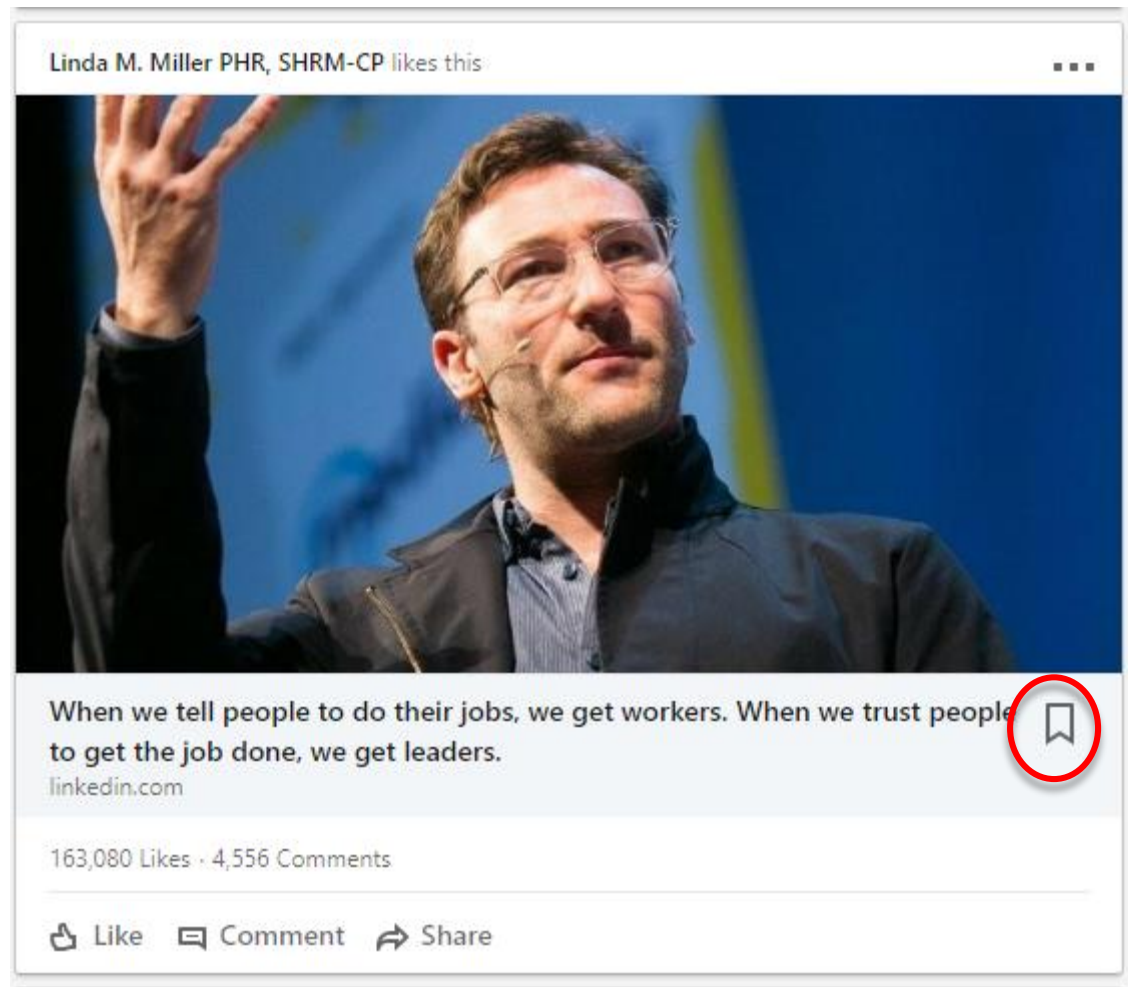 Linda M. Miller PHR, SHRM-CP likes this
When we tell people to do their jobs, we get workers. When we trust people
to get the job done, we get leaders.
linkedin.com
163,080 Likes · 4,556 Comments
Like Comment Share